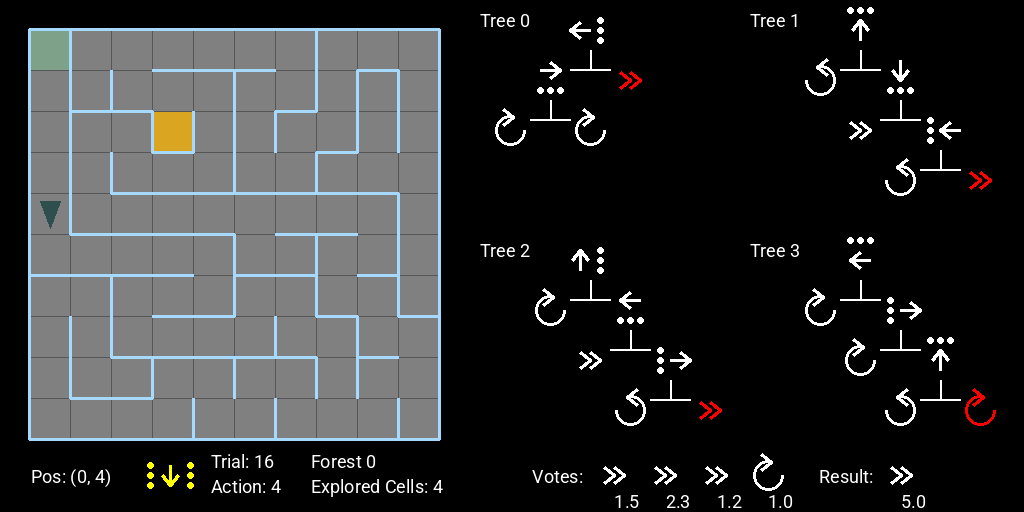 Tree 0
Tree 1
Tree 2
Tree 3
Pos: (0, 4)
Trial: 16
Action: 4
Forest 0
Explored Cells: 4
Votes:
1.5
2.3
1.2
1.0
Result:
5.0